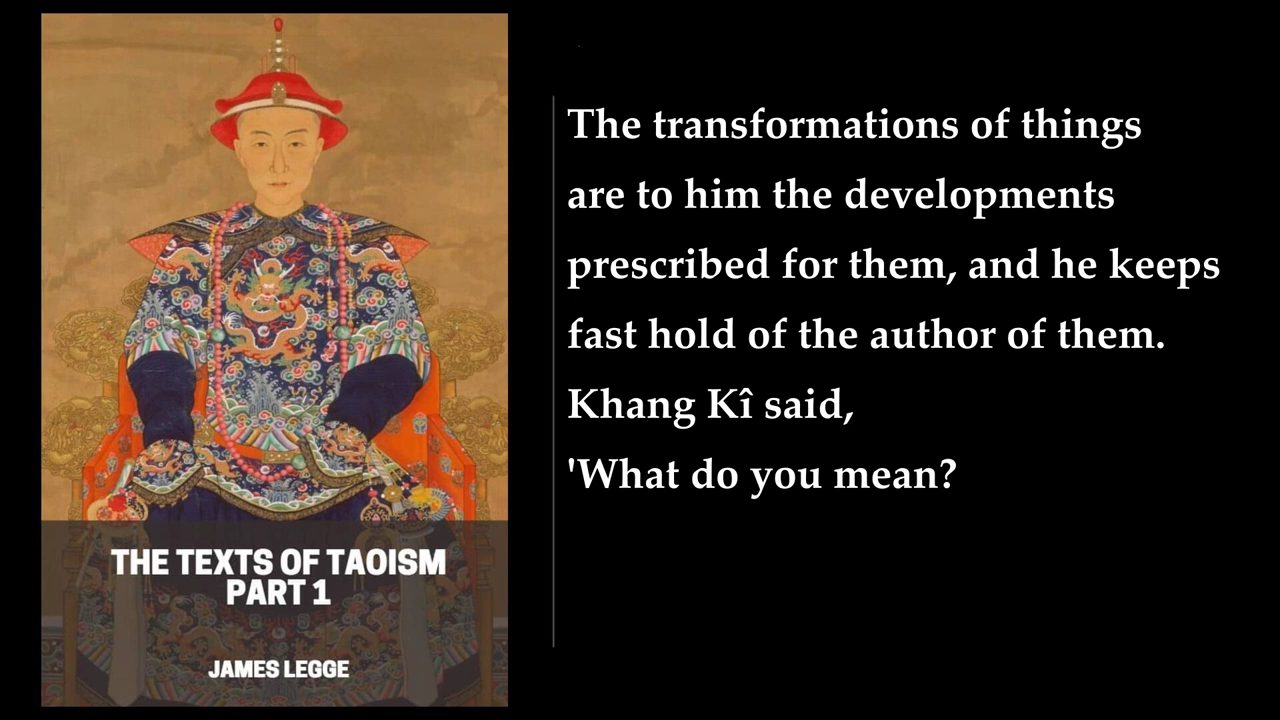 The transformations of things
are to him the developments
prescribed for them, and he keeps
fast hold of the author of them.
Khang Kî said,
'What do you mean?
THE TEXTS OF TAOISM
PART 1
JAMES LEGGE